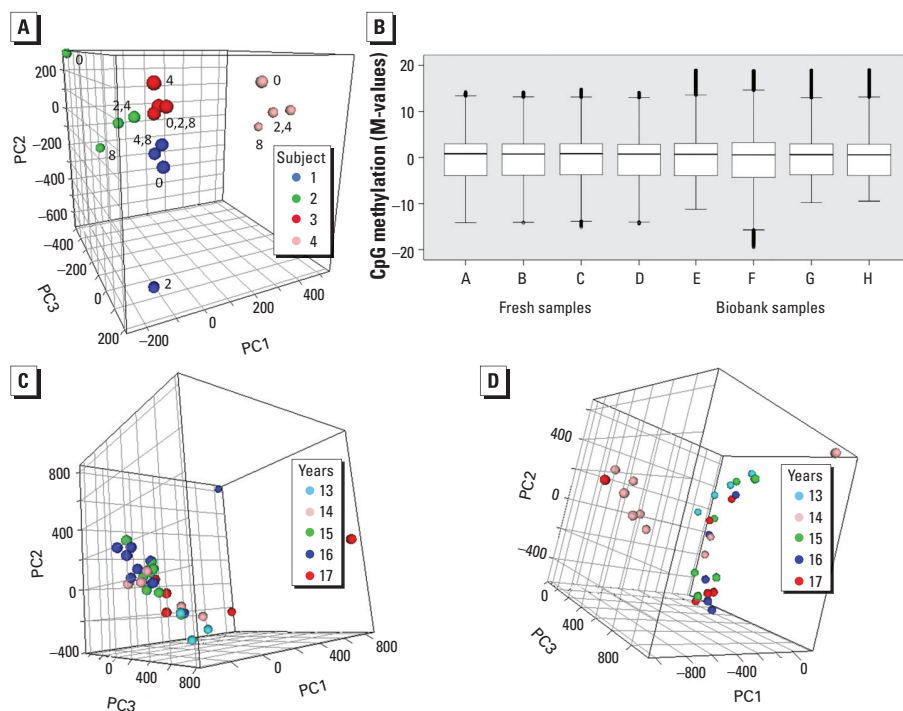 A
200
0
−200
−400
−600
PC2
−400
−200
0
200
PC3
−200
0
200
400
PC1
0
2,4
8
4
0,2,8
4,8
0
2
0
2,4
8
Subject
1
2
3
4
B
CpG methylation (M-values)
20
10
0
−10
−20
A B C D E F G H
Fresh samples Biobank samples
C
800
400
0
−400
PC2
0 400 800
PC3
0 400 800
PC1
Years
13
14
15
16
17
D
400
0
−400
PC2
0
400
800
PC3
−800 −400 0
PC1
Years
13
14
15
16
17